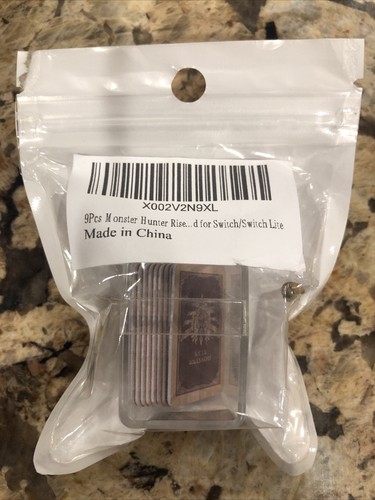 X002V2N9XL
9Pcs Monster Hunter Rise...d for Switch/Switch Lite
Made in China